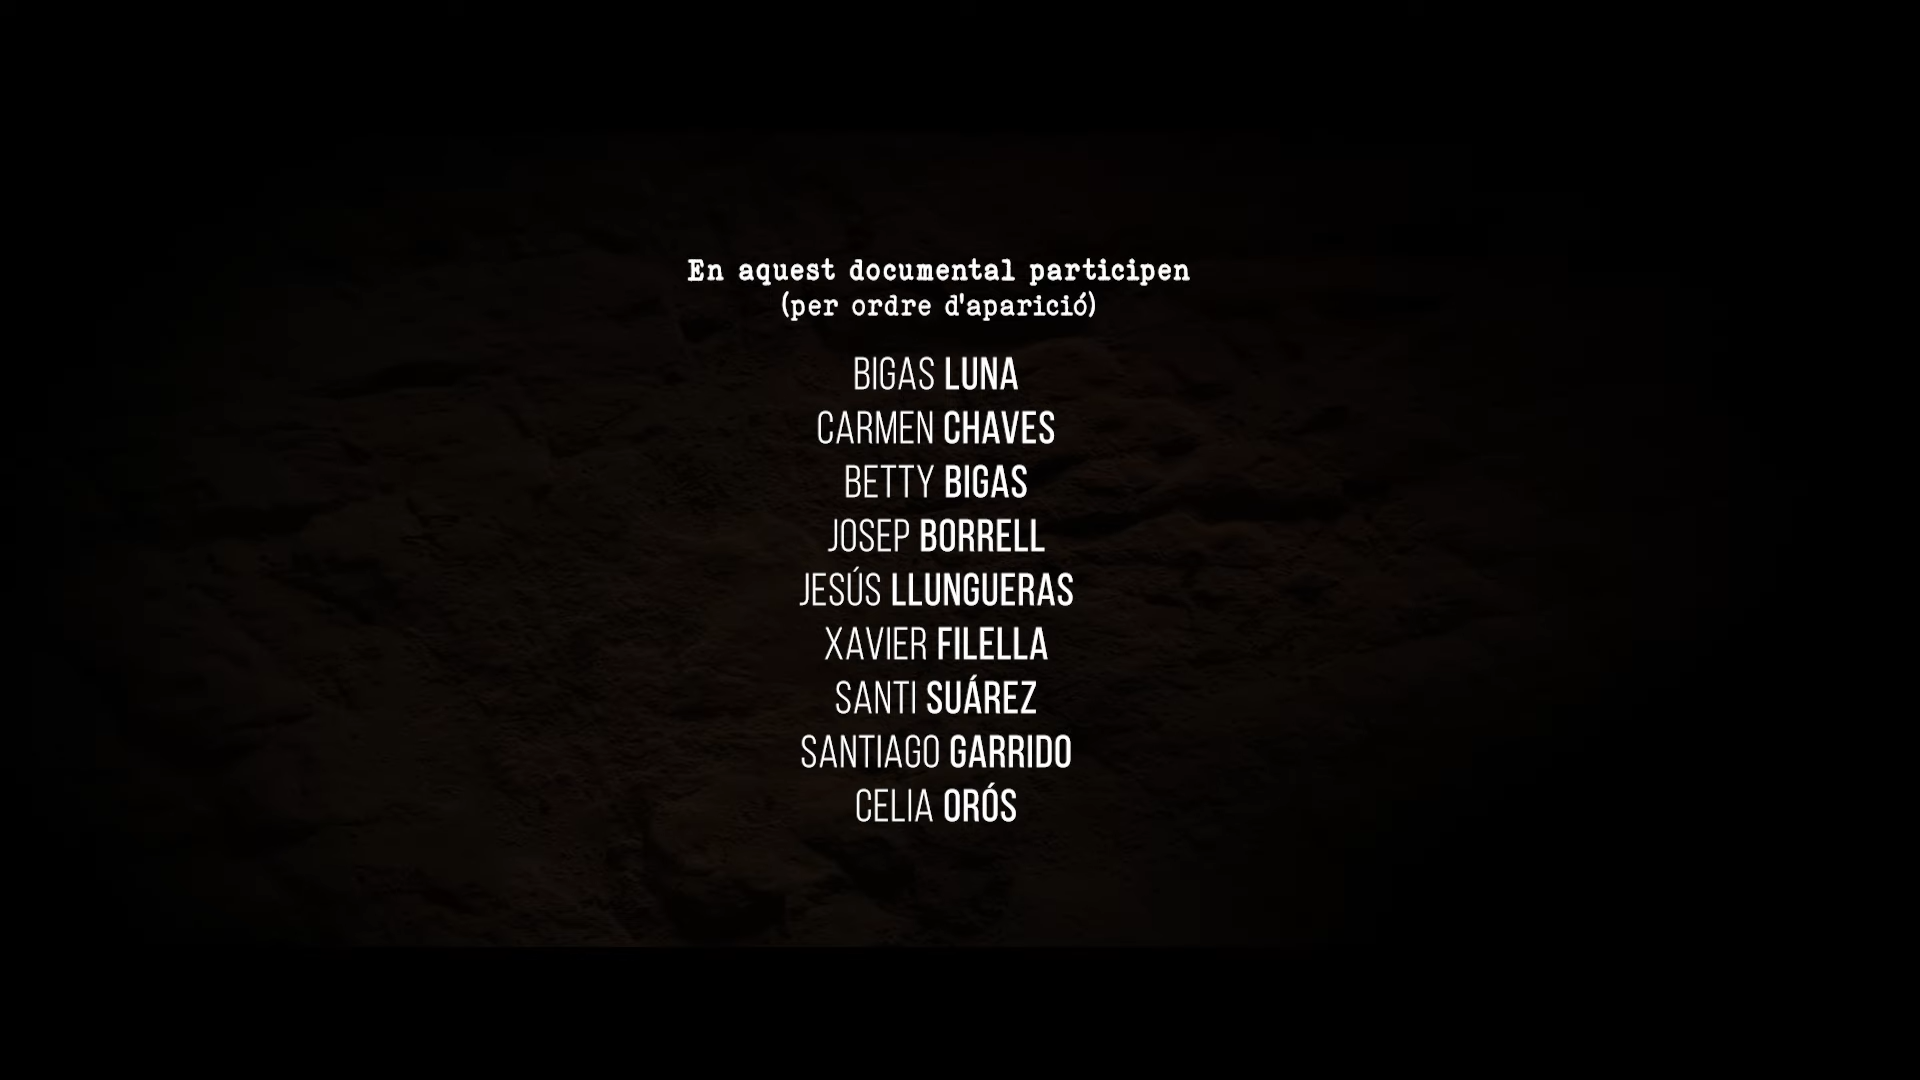 En aquest documental participen
(per ordre d'aparició)
BIGAS LUNA
CARMEN CHAVES
BETTY BIGAS
JOSEP BORRELL
JESÚS LLUNGUERAS
XAVIER FILELLA
SANTI SUÁREZ
SANTIAGO GARRIDO
CELIA ORÓS